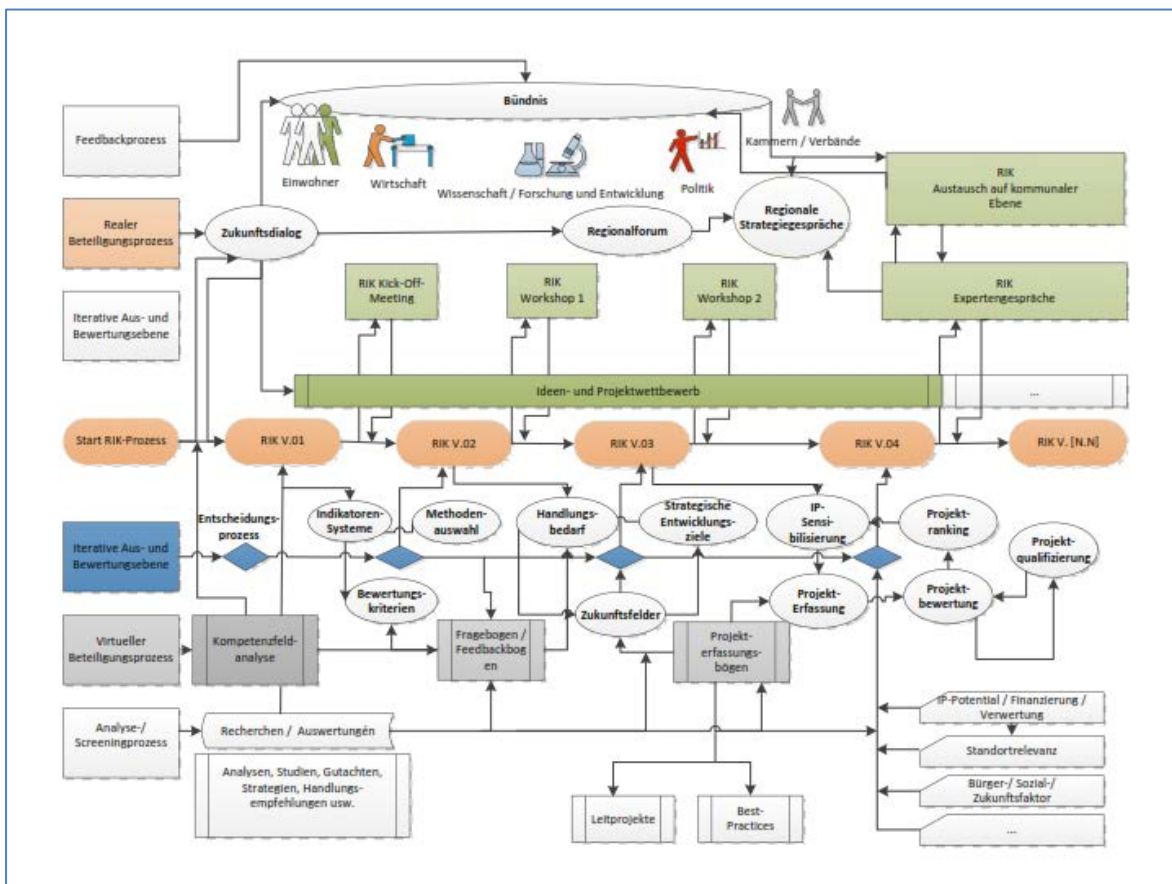 Bündnis
Feedbackprozess
Einwohner
Wirtschaft
Wissenschaft / Forschung und Entwicklung
Politik
Kammern / Verbände
RIK
Austausch auf kommunaler
Ebene
Realer
Beteiligungsprozess
Zukunftsdialog
Regionalforum
Regionale
Strategiegespräche
Iterative Aus- und
Bewertungsebene
RIK Kick-Off-
Meeting
RIK
Workshop 1
RIK
Workshop 2
RIK
Expertengespräche
Ideen- und Projektwettbewerb
...
Start RIK-Prozess
RIK V.01
RIK V.02
RIK V.03
RIK V.04
RIK V. [N.N]
Iterative Aus- und
Bewertungsebene
Entscheidungs-
prozess
Indikatoren-
Systeme
Methoden-
auswahl
Handlungs-
bedarf
Strategische
Entwicklungs-
ziele
IP-
Sensi-
bilisierung
Projekt-
ranking
Projekt-
qualifizierung
Bewertungs-
kriterien
Zukunftsfelder
Projekt-
Erfassung
Projekt-
bewertung
Virtueller
Beteiligungsprozess
Kompetenzfeld-
analyse
Fragebogen /
Feedbackbog
en
Projekt-
erfassungs-
bögen
Analyse-/
Screeningprozess
Recherchen / Auswertungen
Analysen, Studien, Gutachten,
Strategien, Handlungs-
empfehlungen usw.
Leitprojekte
Best-
Practices
IP-Potential / Finanzierung /
Verwertung
Standortrelevanz
Bürger-/ Sozial-/
Zukunftsfaktor
...